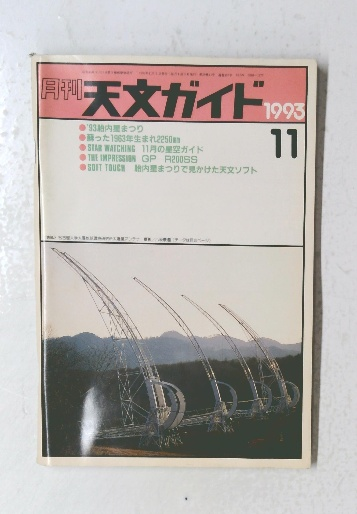 月刊 天文ガイド 1993
11
●'93胎内星まつり
●蘇った1963年生まれ2250mm
●STAR WATCHING 11月の星空ガイド
●THE IMPRESSION GP R200SS
●SOFT TOUCH 胎内星まつりで見かけた天文ソフト